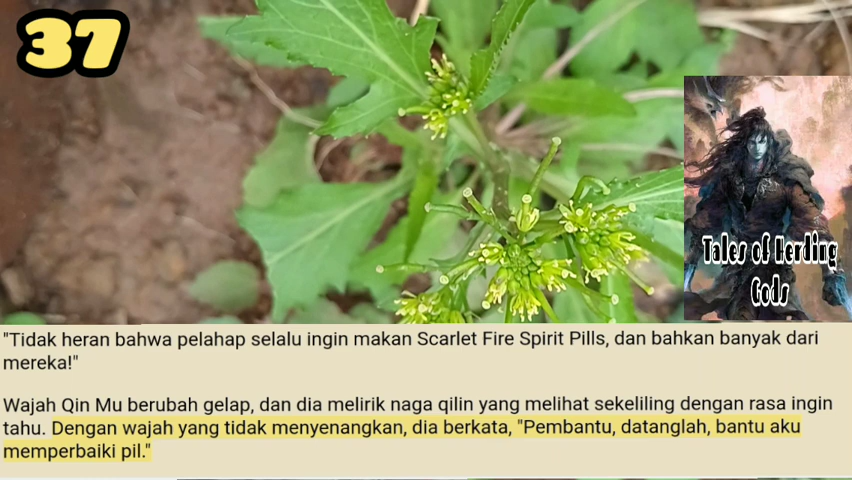 37
Tales of Herding
Gods
"Tidak heran bahwa pelahap selalu ingin makan Scarlet Fire Spirit Pills, dan bahkan banyak dari
mereka!"
Wajah Qin Mu berubah gelap, dan dia melirik naga qilin yang melihat sekeliling dengan rasa ingin
tahu. Dengan wajah yang tidak menyenangkan, dia berkata, "Pembantu, datanglah, bantu aku
memperbaiki pil."